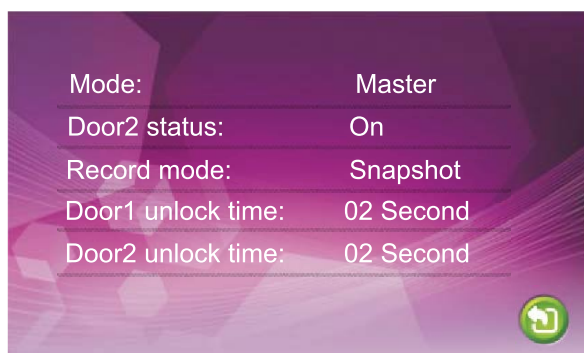 Mode: Master
Door2 status: On
Record mode: Snapshot
Door1 unlock time: 02 Second
Door2 unlock time: 02 Second